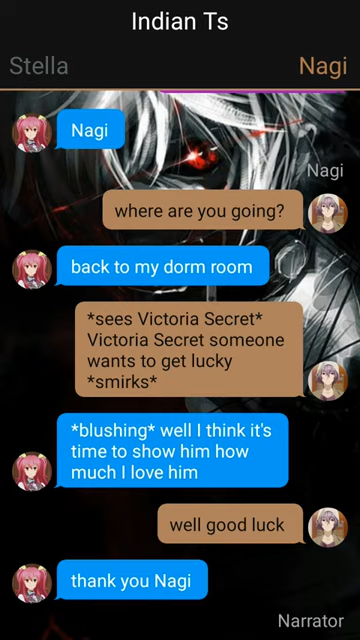 Indian Ts
Stella
Nagi
Nagi
Nagi
where are you going?
back to my dorm room
*sees Victoria Secret*
Victoria Secret someone
wants to get lucky
*smirks*
*blushing* well I think it's
time to show him how
much I love him
well good luck
thank you Nagi
Narrator